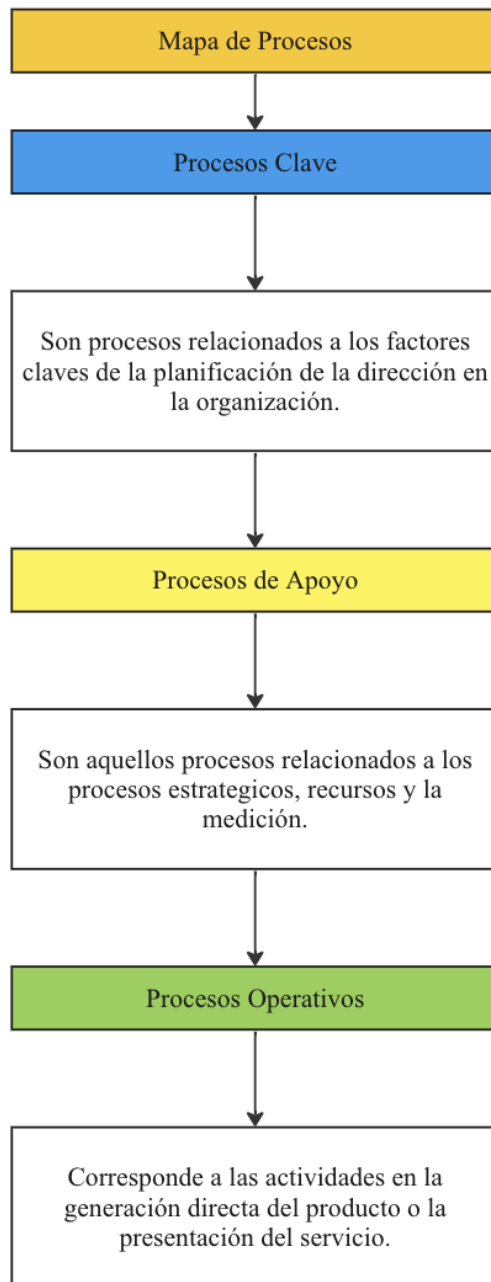 Mapa de Procesos
Procesos Clave
Son procesos relacionados a los factores
claves de la planificación de la dirección en
la organización.
Procesos de Apoyo
Son aquellos procesos relacionados a los
procesos estrategicos, recursos y la
medición.
Procesos Operativos
Corresponde a las actividades en la
generación directa del producto o la
presentación del servicio.